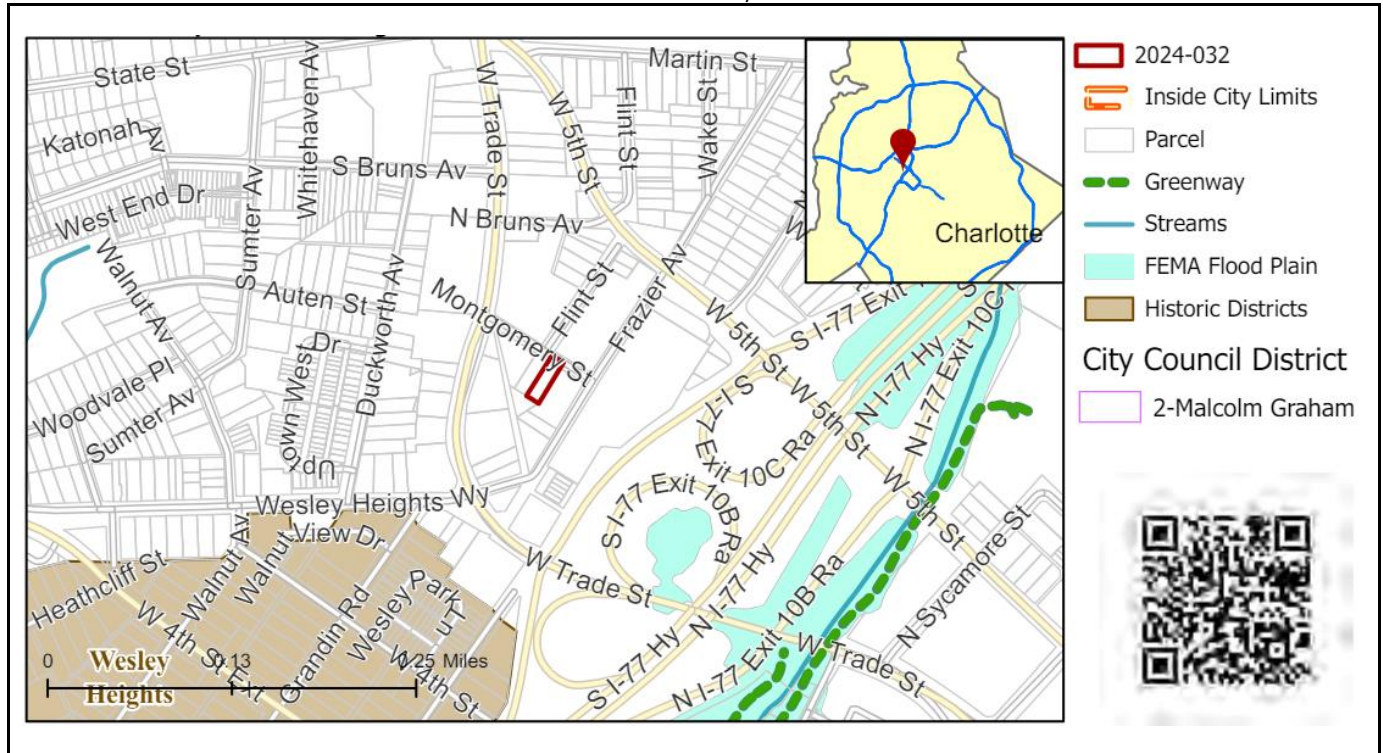 State St
Martin St
Katonah Av
Whitehaven Av
W Trade St
W 5th St
Flint St
Wake St
S Bruns Av
West End Dr
Sumter Av
N Bruns Av
Walnut Av
Auten St
Duckworth Av
Montgomery St
Flint St
Frazier Av
W 5th St
S I-77 Exit
N I-77 Hy
N I-77 Exit 10C
Woodvale Pl
Sumter Av
Uptown West Dr
S I-77 Exit 10C Ra
W 5th St
W 5th St
S I-77 Exit 10B Ra
Wesley Heights Wy
Walnut View Dr
Walnut Av
Heathcliff St
W 4th St Ext
Grandin Rd
Wesley
Park Ln
W 4th St
W Trade St
N I-77 Hy
S I-77 Hy
N I-77 Exit 10B Ra
W Trade St
N Sycamore St
Wesley
Heights
0 0.13 0.25 Miles
Charlotte
2024-032
Inside City Limits
Parcel
Greenway
Streams
FEMA Flood Plain
Historic Districts
City Council District
2-Malcolm Graham